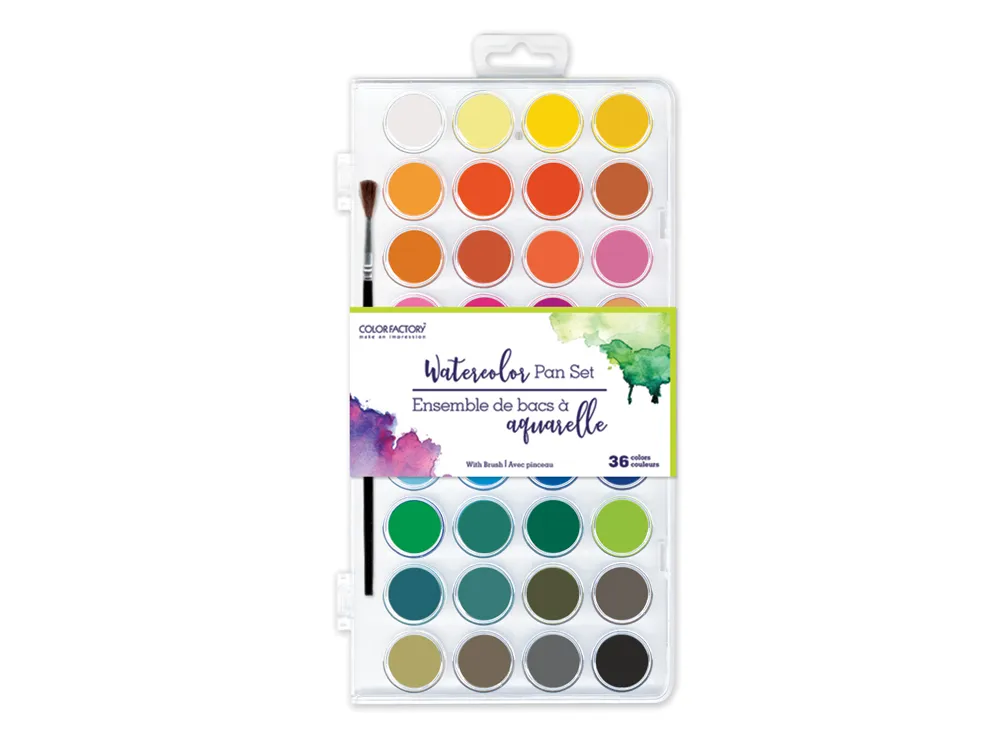 COLOR FACTORY
make an impression
Watercolor Pan Set
Ensemble de bacs à
aquarelle
With Brush | Avec pinceau
36 colors
couleurs